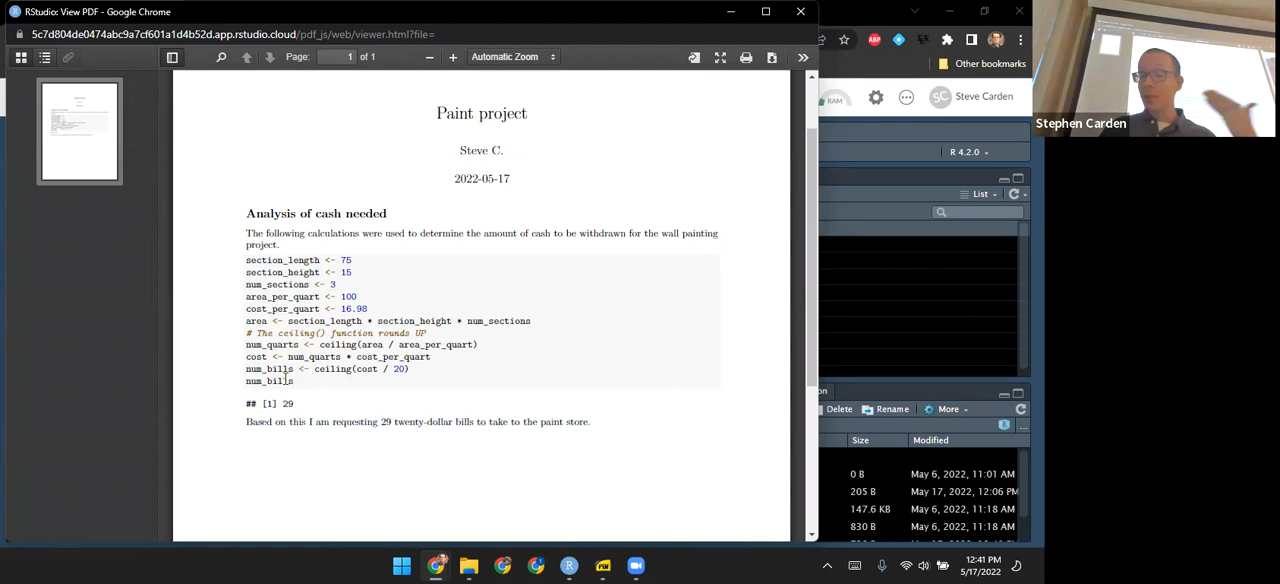 RStudio: View PDF - Google Chrome
5c7d804de0474abc9a7cf601a1d4b52d.app.rstudio.cloud/pdf_js/web/viewer.html?file=
Page: 1 of 1
Automatic Zoom
Paint project
Steve C.
2022-05-17
Analysis of cash needed
The following calculations were used to determine the amount of cash to be withdrawn for the wall painting
project.
section_length <- 75
section_height <- 15
num_sections <- 3
area_per_quart <- 100
cost_per_quart <- 16.98
area <- section_length * section_height * num_sections
# The ceiling() function rounds UP
num_quarts <- ceiling(area / area_per_quart)
cost <- num_quarts * cost_per_quart
num_bills <- ceiling(cost / 20)
num_bills
## [1] 29
Based on this I am requesting 29 twenty-dollar bills to take to the paint store.
ABP
Other bookmarks
RAM
SC Steve Carden
R 4.2.0
List
Delete Rename More
Size Modified
0 B May 6, 2022, 11:01 AM
205 B May 17, 2022, 12:06 PM
147.6 KB May 6, 2022, 11:18 AM
830 B May 6, 2022, 11:18 AM
Stephen Carden
12:41 PM
5/17/2022